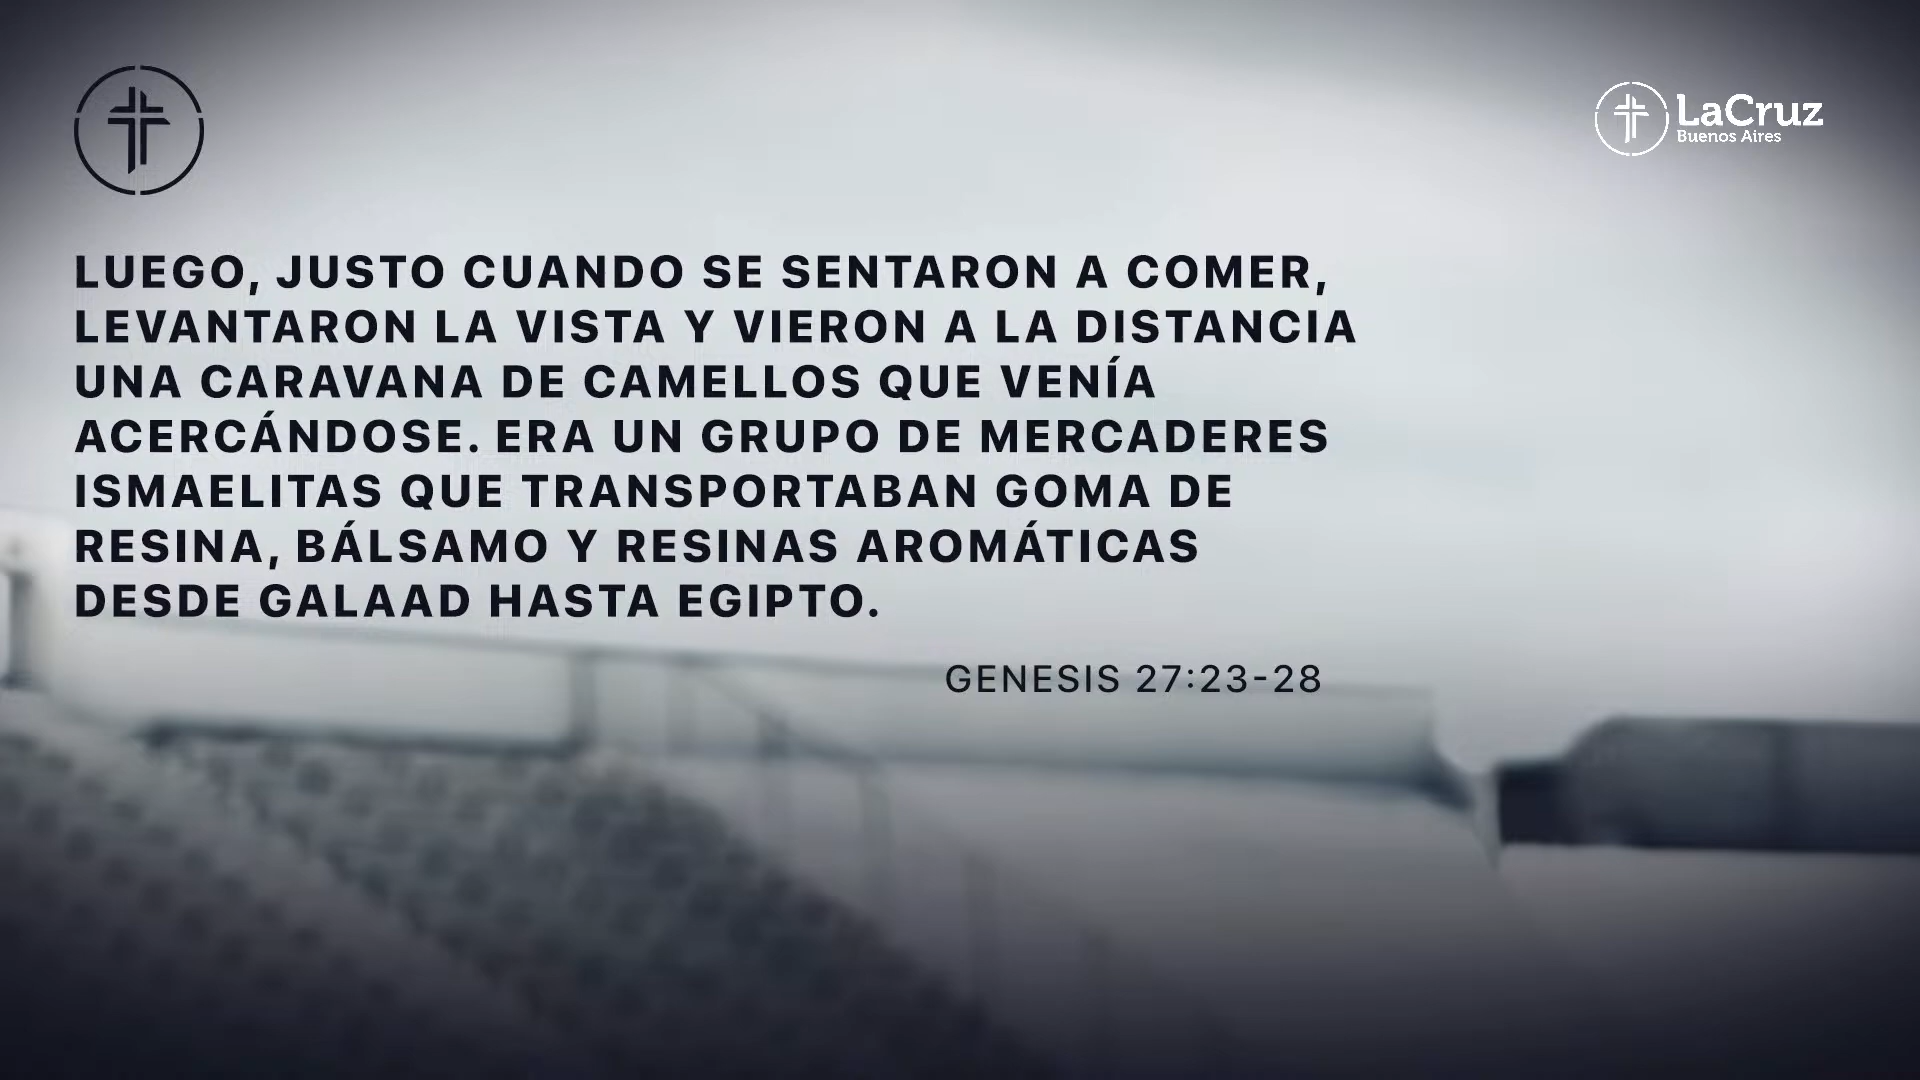 LaCruz
Buenos Aires
LUEGO, JUSTO CUANDO SE SENTARON A COMER,
LEVANTARON LA VISTA Y VIERON A LA DISTANCIA
UNA CARAVANA DE CAMELLOS QUE VENÍA
ACERCÁNDOSE. ERA UN GRUPO DE MERCADERES
ISMAELITAS QUE TRANSPORTABAN GOMA DE
RESINA, BÁLSAMO Y RESINAS AROMÁTICAS
DESDE GALAAD HASTA EGIPTO.
GENESIS 27:23-28